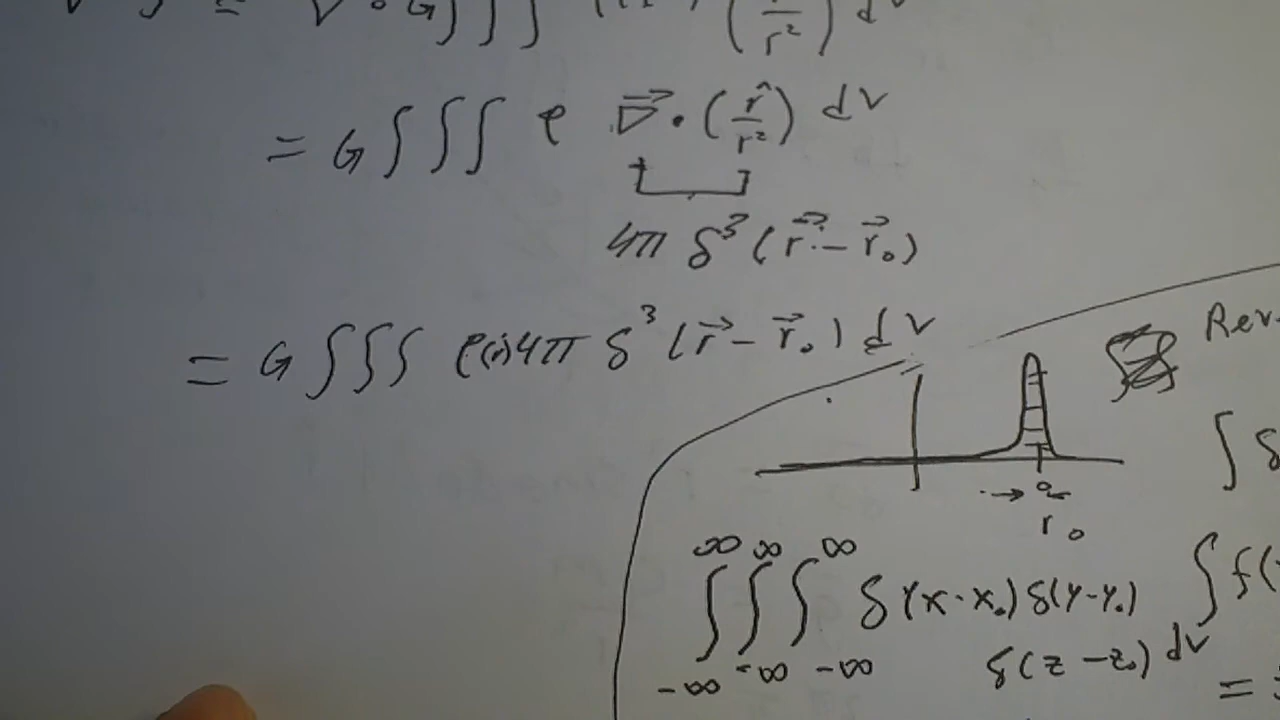 = G ∫∫∫ ρ ∇⃗ · (r̂/r²) dV
4π δ³ (r⃗ - r⃗₀)
= G ∫∫∫ ρ(r) 4π δ³ (r⃗ - r⃗₀) dV
Rev-
∫ δ
r₀
∫∫∫ δ(x-x₀) δ(y-y₀)
∞ ∞ ∞
-∞ -∞ -∞
δ(z-z₀) dV
∫ f(
=